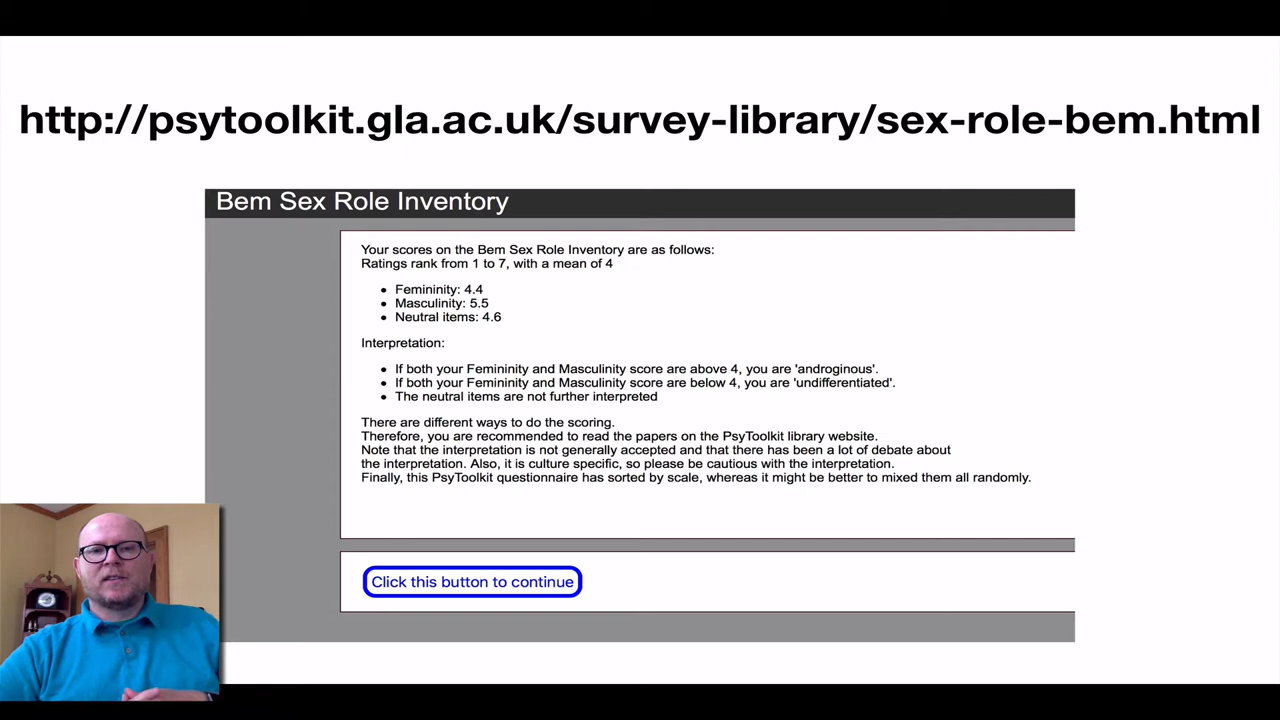 http://psytoolkit.gla.ac.uk/survey-library/sex-role-bem.html
Bem Sex Role Inventory
Your scores on the Bem Sex Role Inventory are as follows:
Ratings rank from 1 to 7, with a mean of 4
• Femininity: 4.4
• Masculinity: 5.5
• Neutral items: 4.6
Interpretation:
• If both your Femininity and Masculinity score are above 4, you are 'androginous'.
• If both your Femininity and Masculinity score are below 4, you are 'undifferentiated'.
• The neutral items are not further interpreted
There are different ways to do the scoring.
Therefore, you are recommended to read the papers on the PsyToolkit library website.
Note that the interpretation is not generally accepted and that there has been a lot of debate about
the interpretation. Also, it is culture specific, so please be cautious with the interpretation.
Finally, this PsyToolkit questionnaire has sorted by scale, whereas it might be better to mixed them all randomly.
Click this button to continue